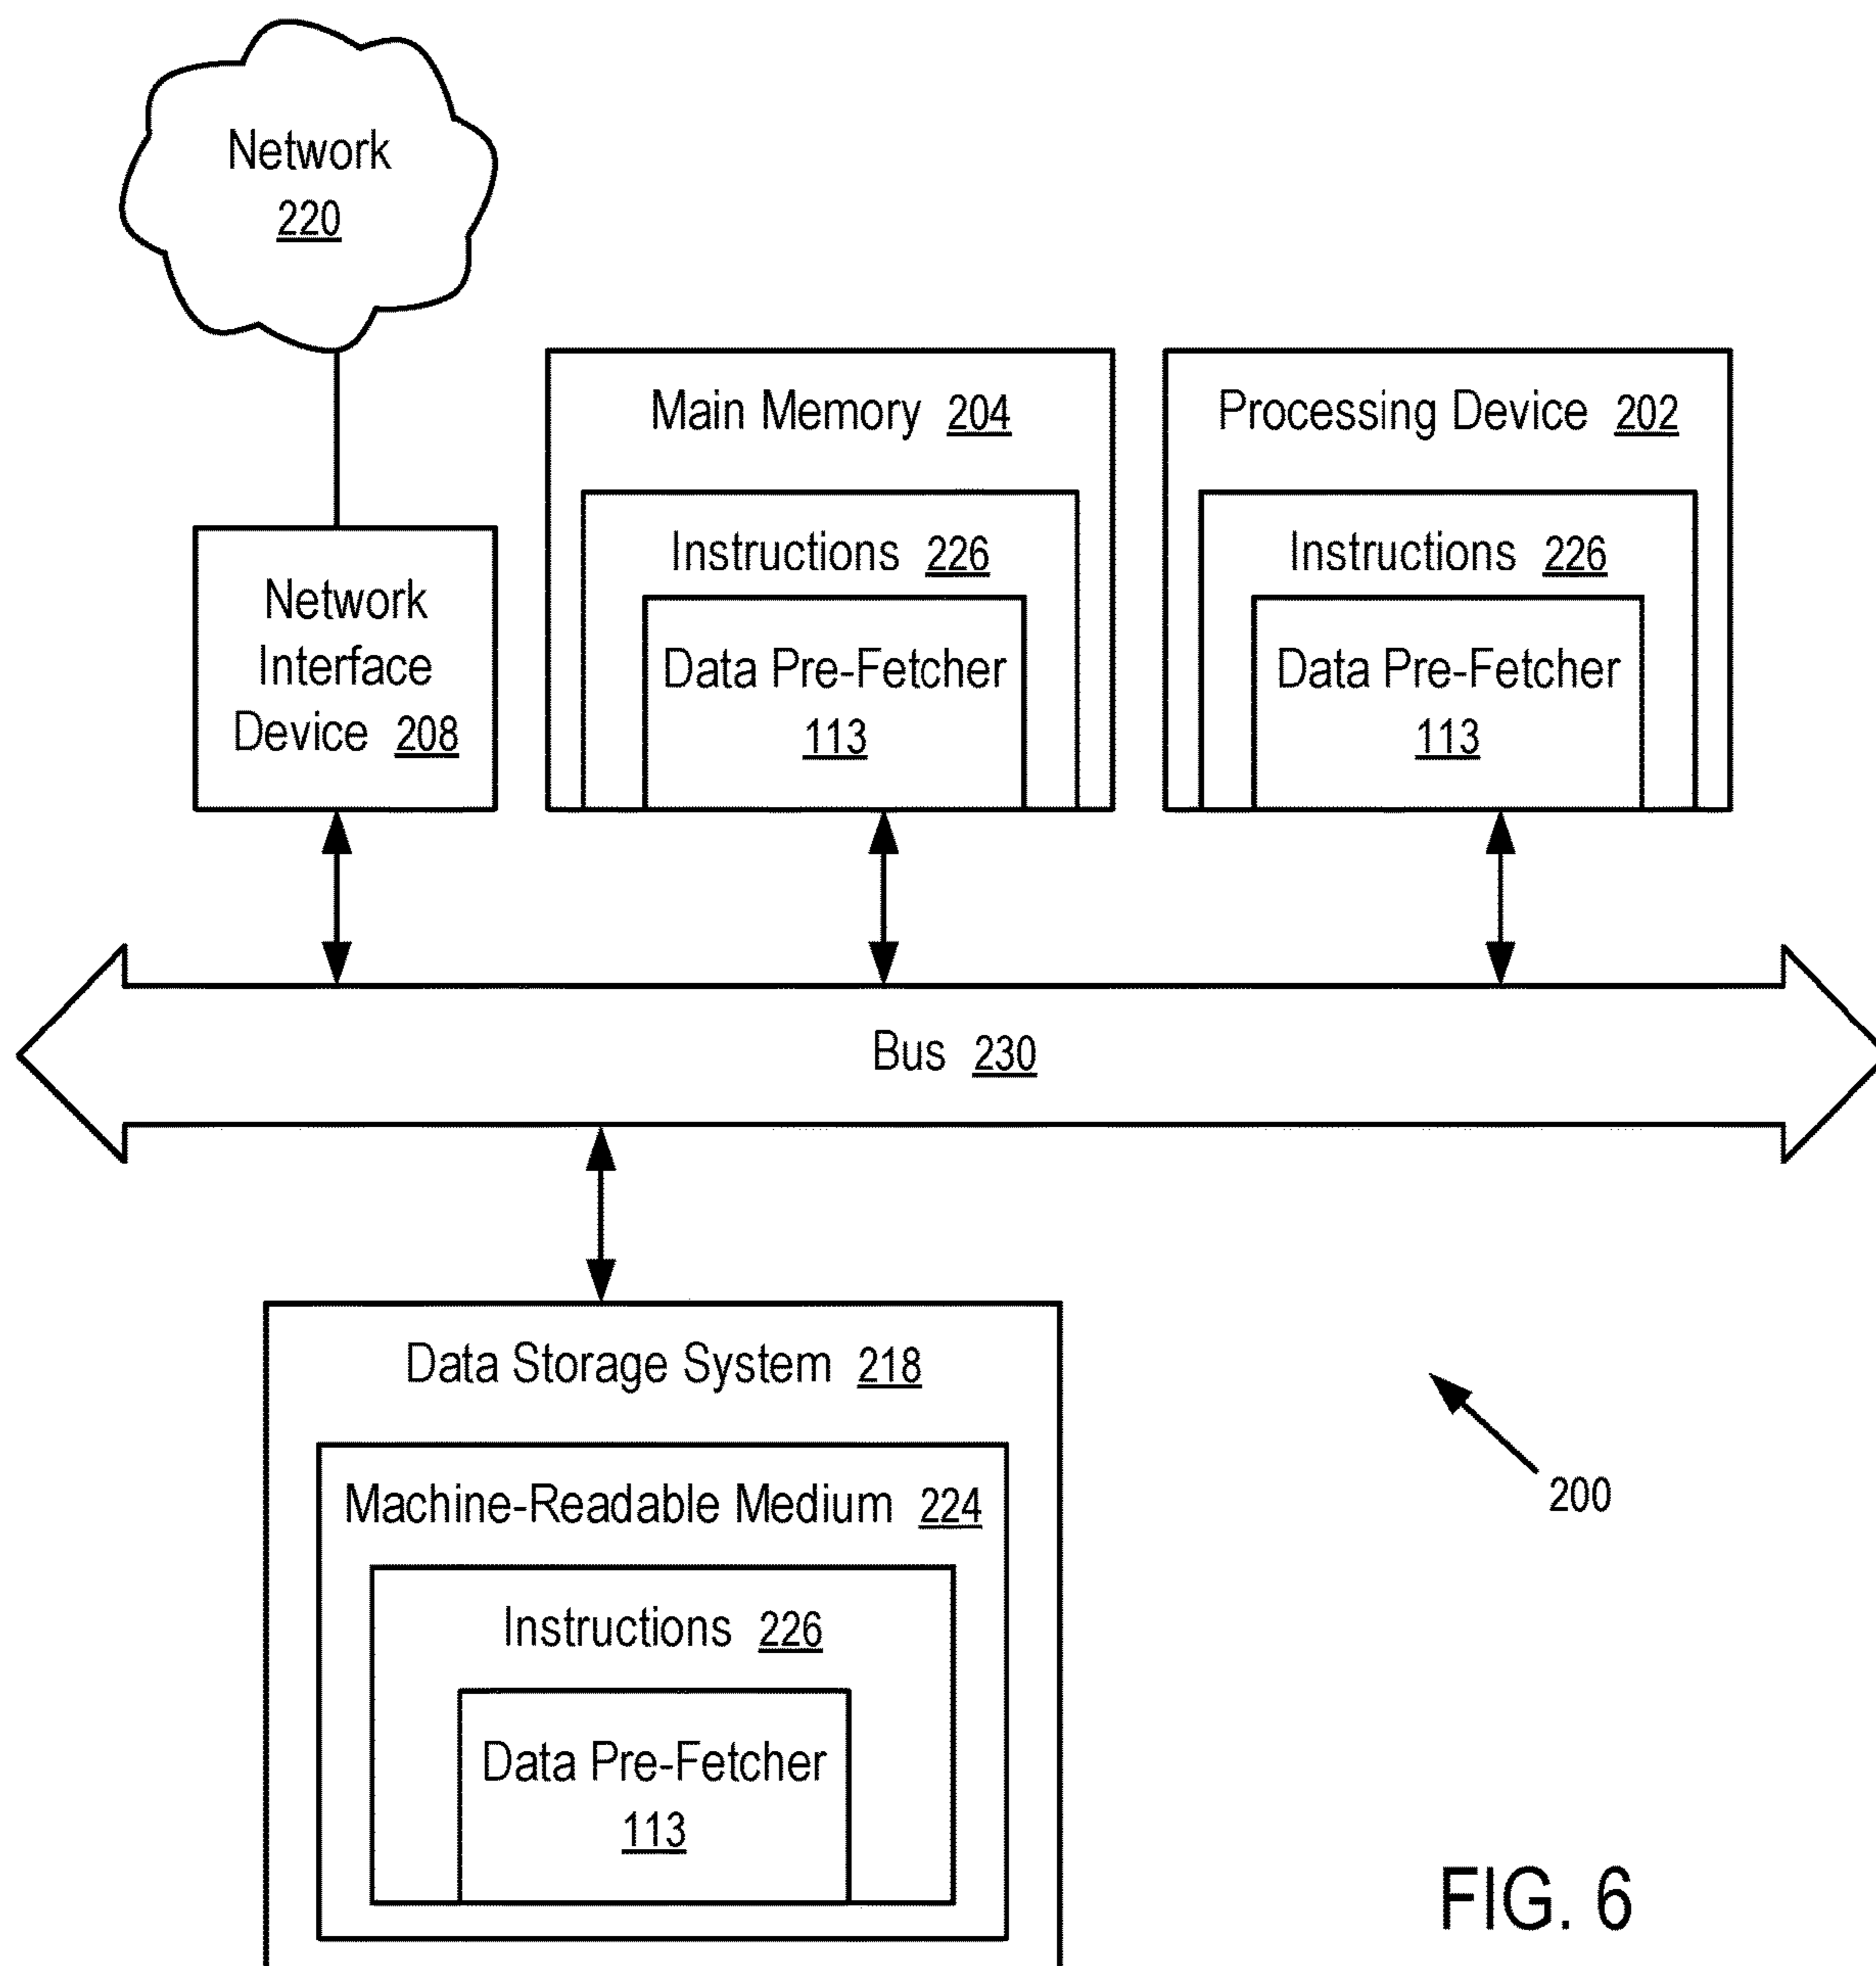 Network
220
Main Memory 204
Processing Device 202
Instructions 226
Instructions 226
Network
Interface
Device 208
Data Pre-Fetcher
113
Data Pre-Fetcher
113
Bus 230
Data Storage System 218
Machine-Readable Medium 224
200
Instructions 226
Data Pre-Fetcher
113
FIG. 6